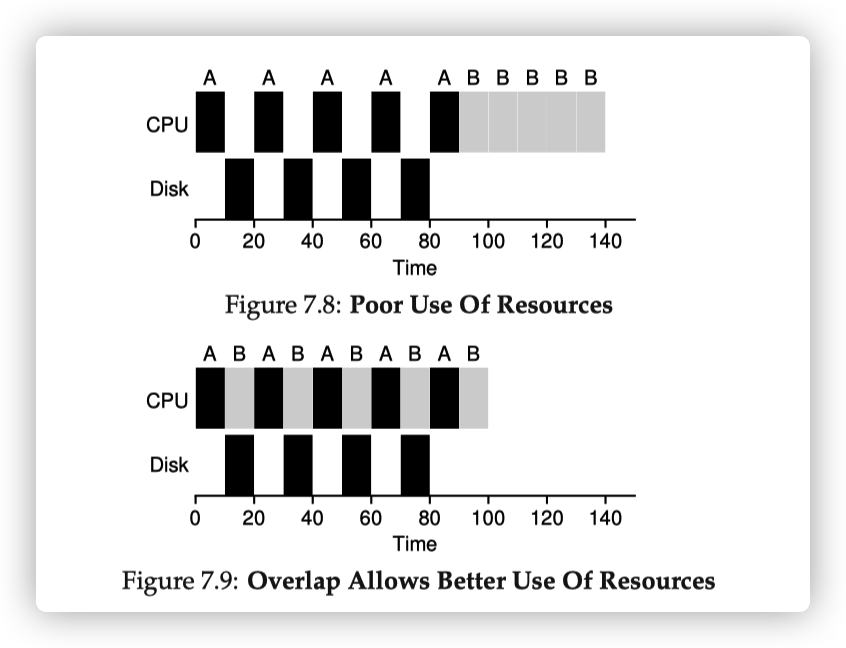 A A A A A B B B B B
CPU
Disk
0 20 40 60 80 100 120 140
Time
Figure 7.8: Poor Use Of Resources
A B A B A B A B A B
CPU
Disk
0 20 40 60 80 100 120 140
Time
Figure 7.9: Overlap Allows Better Use Of Resources